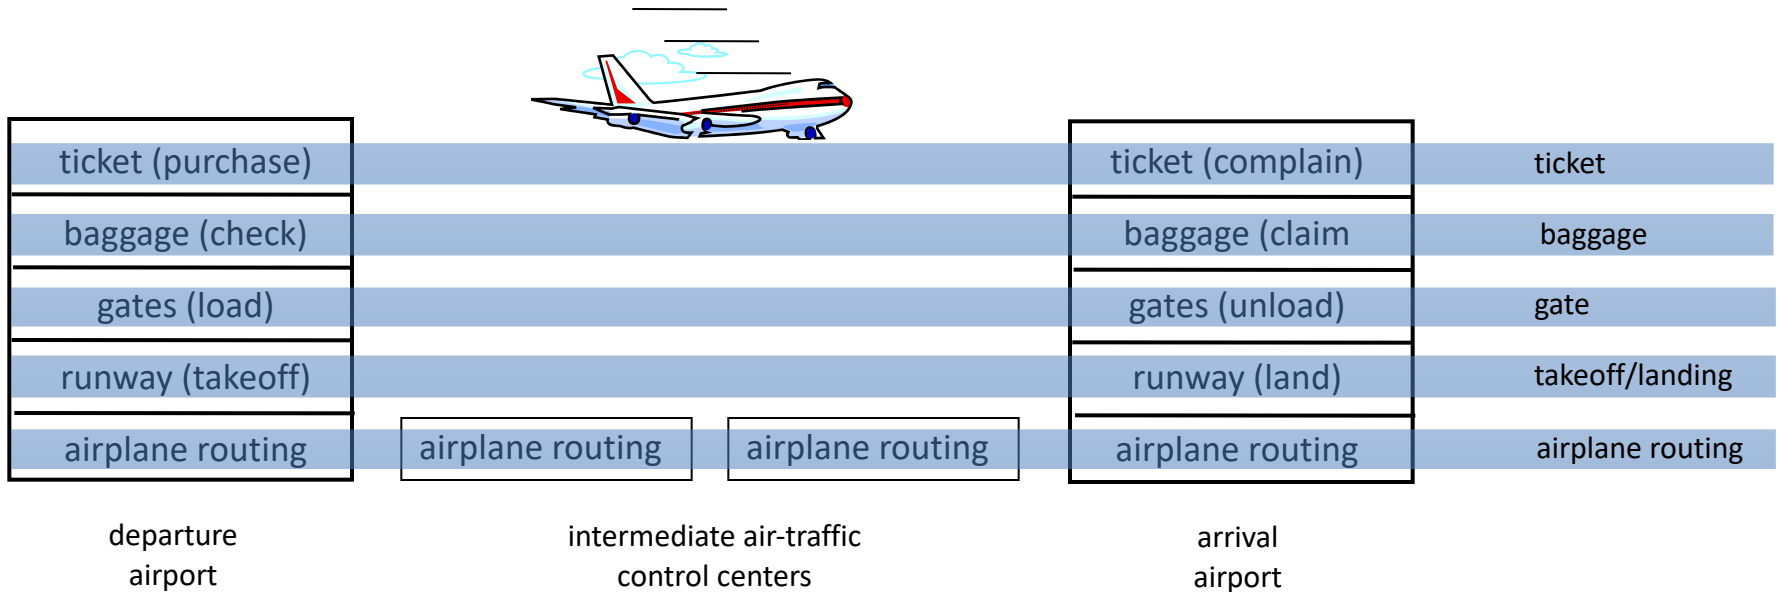 ticket (purchase) ticket (complain) ticket
baggage (check) baggage (claim baggage
gates (load) gates (unload) gate
runway (takeoff) runway (land) takeoff/landing
airplane routing airplane routing airplane routing airplane routing airplane routing
departure
airport
intermediate air-traffic
control centers
arrival
airport